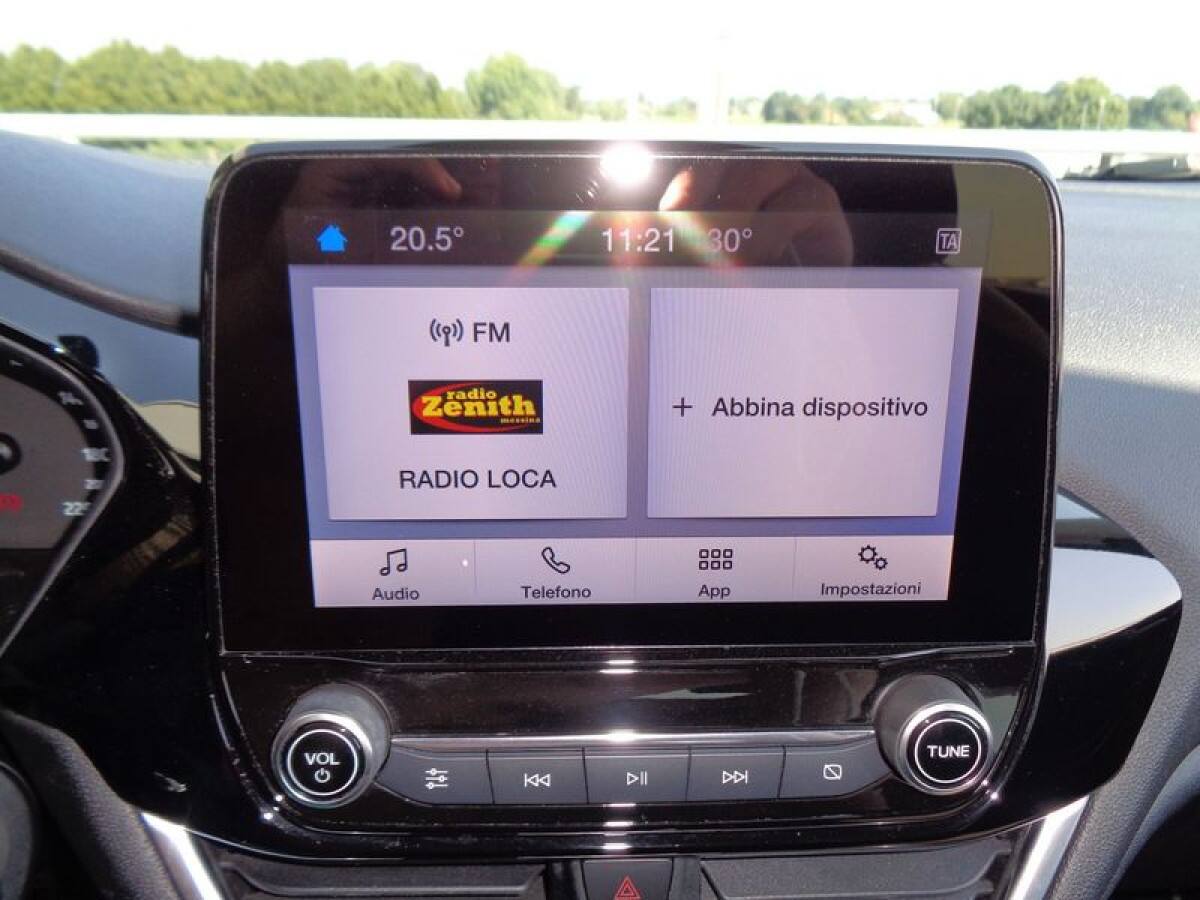 20.5° 11:21 30° TA
FM
radio
Zenith
messina
RADIO LOCA
+ Abbina dispositivo
Audio Telefono App Impostazioni
VOL
TUNE